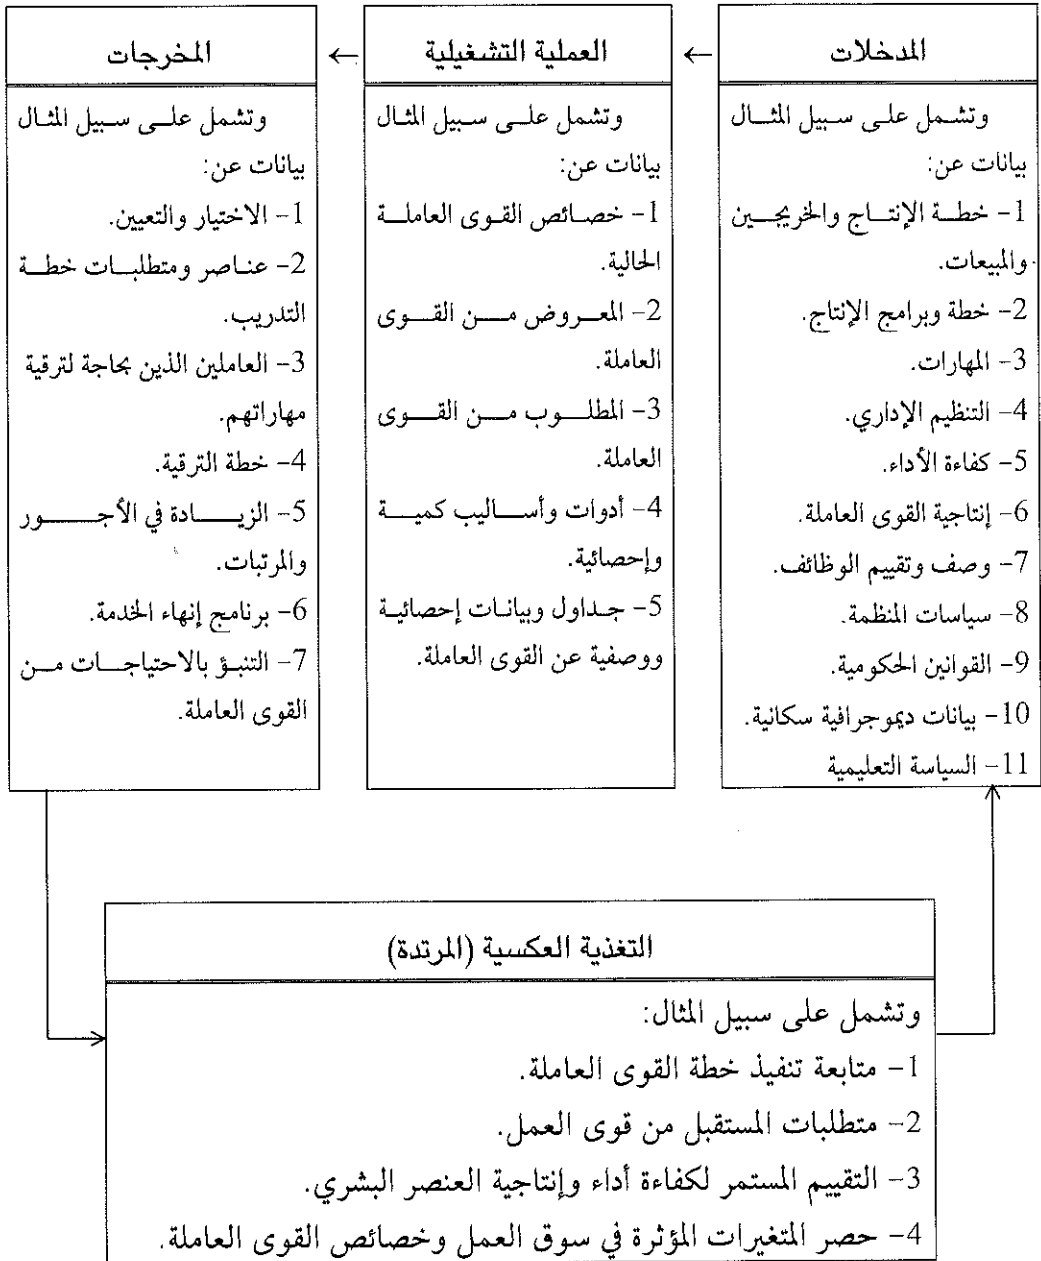 المدخلات
وتشمل على سبيل المثال
بيانات عن:
1- خطة الإنتاج والخريجين
والمبيعات.
2- خطة وبرامج الإنتاج.
3- المهارات.
4- التنظيم الإداري.
5- كفاءة الأداء.
6- إنتاجية القوى العاملة.
7- وصف وتقييم الوظائف.
8- سياسات المنظمة.
9- القوانين الحكومية.
10- بيانات ديموجرافية سكانية.
11- السياسة التعليمية
←
العملية التشغيلية
وتشمل على سبيل المثال
بيانات عن:
1- خصائص القوى العاملة
الحالية.
2- المعروض من القوى
العاملة.
3- المطلوب من القوى
العاملة.
4- أدوات وأساليب كمية
وإحصائية.
5- جداول وبيانات إحصائية
ووصفية عن القوى العاملة.
←
المخرجات
وتشمل على سبيل المثال
بيانات عن:
1- الاختيار والتعيين.
2- عناصر ومتطلبات خطة
التدريب.
3- العاملين الذين بحاجة لترقية
مهاراتهم.
4- خطة الترقية.
5- الزيادة في الأجور
والمرتبات.
6- برنامج إنهاء الخدمة.
7- التنبؤ بالاحتياجات من
القوى العاملة.
التغذية العكسية (المرتدة)
وتشمل على سبيل المثال:
1- متابعة تنفيذ خطة القوى العاملة.
2- متطلبات المستقبل من قوى العمل.
3- التقييم المستمر لكفاءة أداء وإنتاجية العنصر البشري.
4- حصر المتغيرات المؤثرة في سوق العمل وخصائص القوى العاملة.